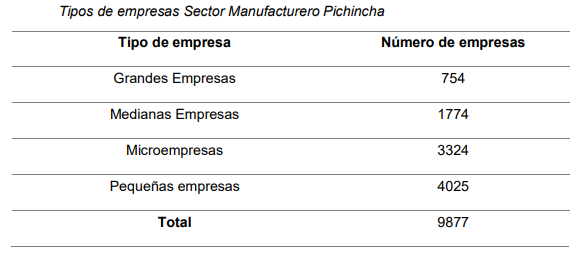 Tipos de empresas Sector Manufacturero Pichincha
Tipo de empresa Número de empresas
Grandes Empresas 754
Medianas Empresas 1774
Microempresas 3324
Pequeñas empresas 4025
Total 9877